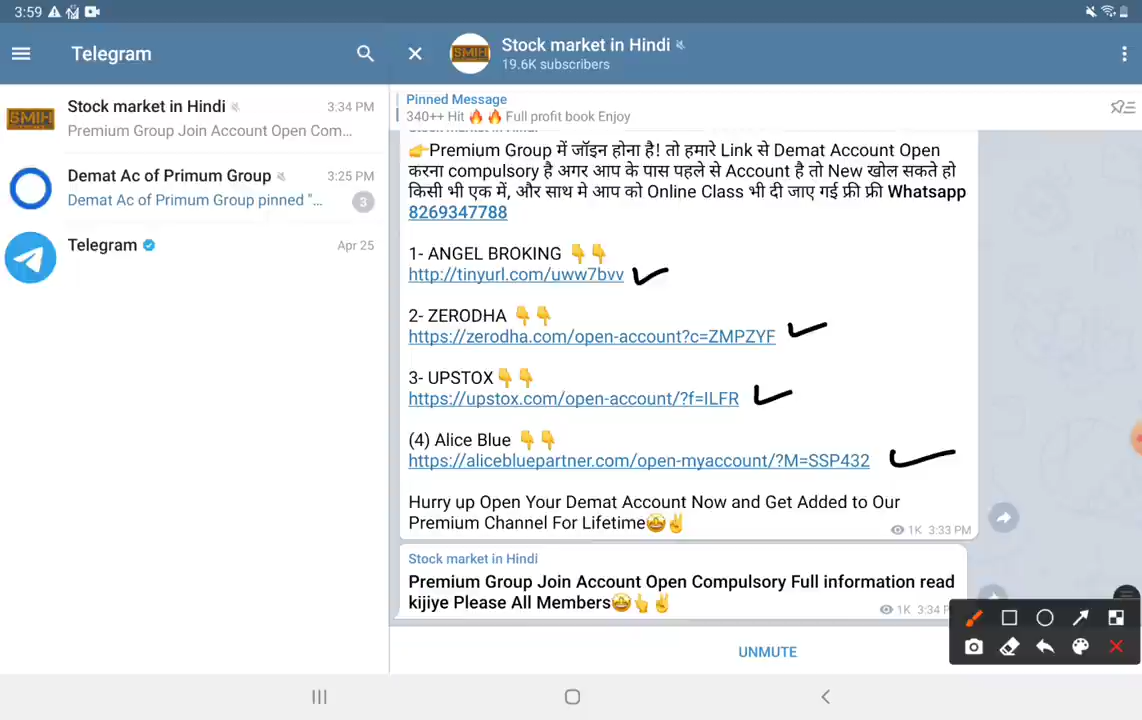 3:59
Telegram
Stock market in Hindi
19.6K subscribers
SMIH
Pinned Message
340++ Hit 🔥🔥 Full profit book Enjoy
SMIH
Stock market in Hindi
3:34 PM
Premium Group Join Account Open Com...
Demat Ac of Primum Group
3:25 PM
Demat Ac of Primum Group pinned "...
3
Telegram
Apr 25
Stock market in Hindi
👉Premium Group में जॉइन होना है! तो हमारे Link से Demat Account Open
करना compulsory है अगर आप के पास पहले से Account है तो New खोल सकते हो
किसी भी एक में, और साथ मे आप को Online Class भी दी जाए गई फ्री फ्री Whatsapp
8269347788
1- ANGEL BROKING 👇👇
http://tinyurl.com/uww7bvv
2- ZERODHA 👇👇
https://zerodha.com/open-account?c=ZMPZYF
3- UPSTOX👇👇
https://upstox.com/open-account/?f=ILFR
(4) Alice Blue 👇👇
https://alicebluepartner.com/open-myaccount/?M=SSP432
Hurry up Open Your Demat Account Now and Get Added to Our
Premium Channel For Lifetime🤩✌
1K 3:33 PM
Stock market in Hindi
Premium Group Join Account Open Compulsory Full information read
kijiye Please All Members🤩👆✌
1K 3:34 P
UNMUTE